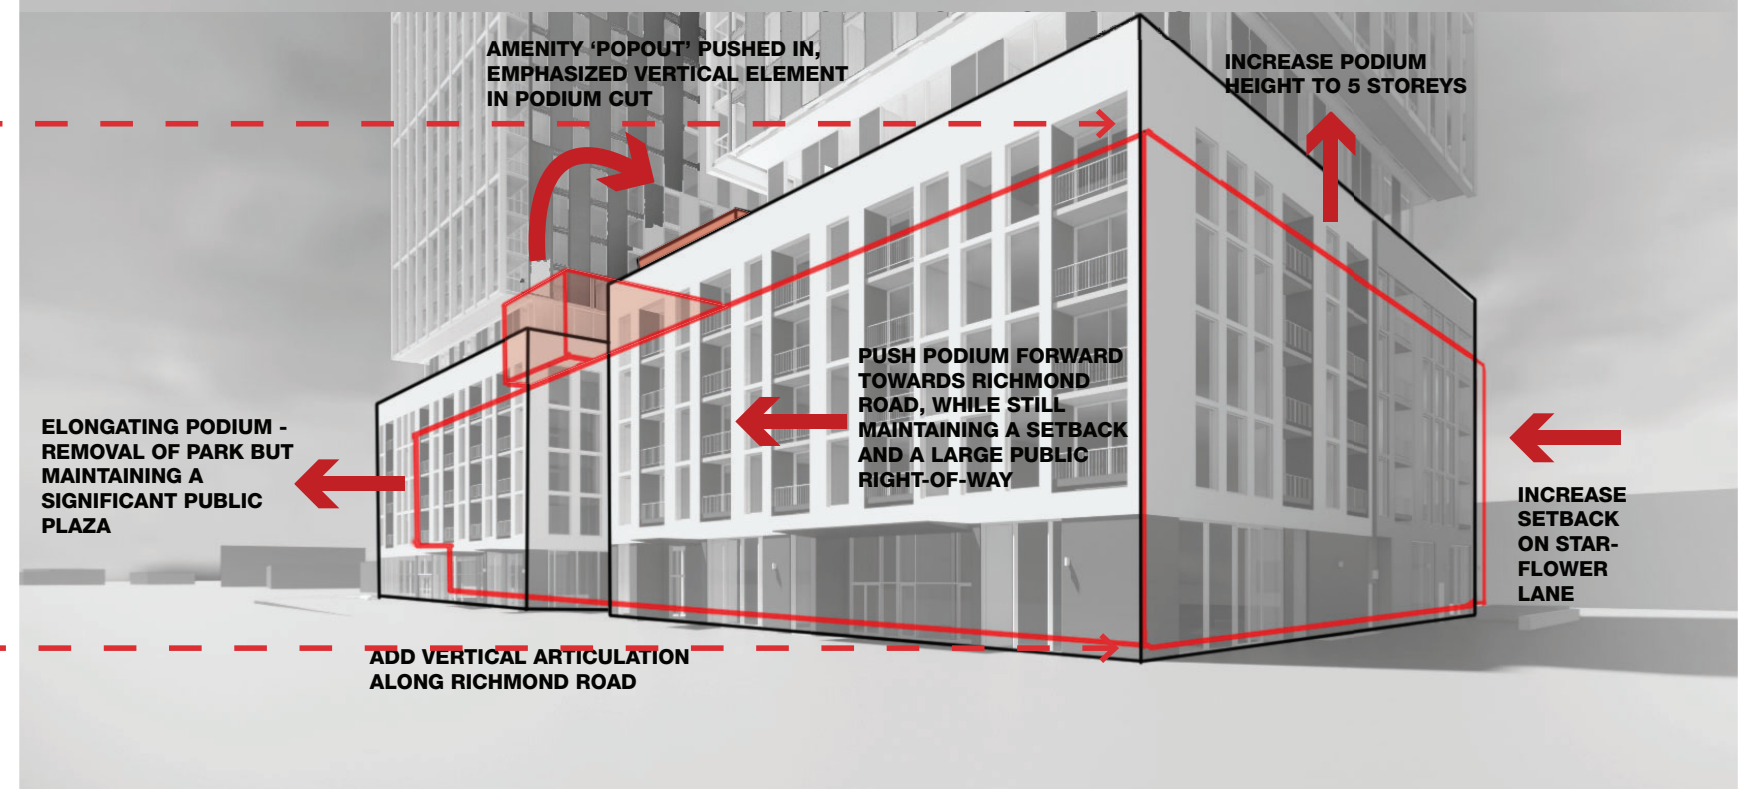 AMENITY ‘POPOUT’ PUSHED IN,
EMPHASIZED VERTICAL ELEMENT
IN PODIUM CUT
INCREASE PODIUM
HEIGHT TO 5 STOREYS
PUSH PODIUM FORWARD
TOWARDS RICHMOND
ROAD, WHILE STILL
MAINTAINING A SETBACK
AND A LARGE PUBLIC
RIGHT-OF-WAY
ELONGATING PODIUM -
REMOVAL OF PARK BUT
MAINTAINING A
SIGNIFICANT PUBLIC
PLAZA
INCREASE
SETBACK
ON STAR-
FLOWER
LANE
ADD VERTICAL ARTICULATION
ALONG RICHMOND ROAD